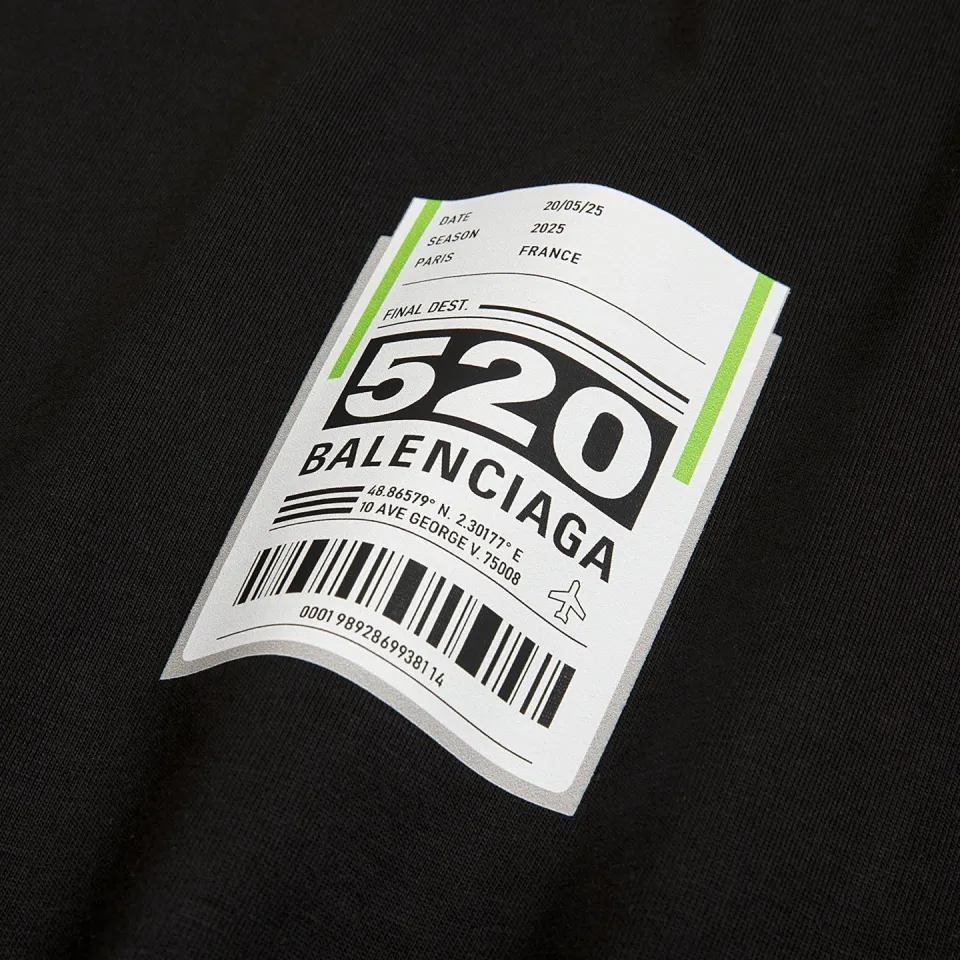 DATE 20/05/25
SEASON 2025
PARIS FRANCE
FINAL DEST.
520
BALENCIAGA
48.86579° N. 2.30177° E
10 AVE GEORGE V. 75008
0001 9892869938114